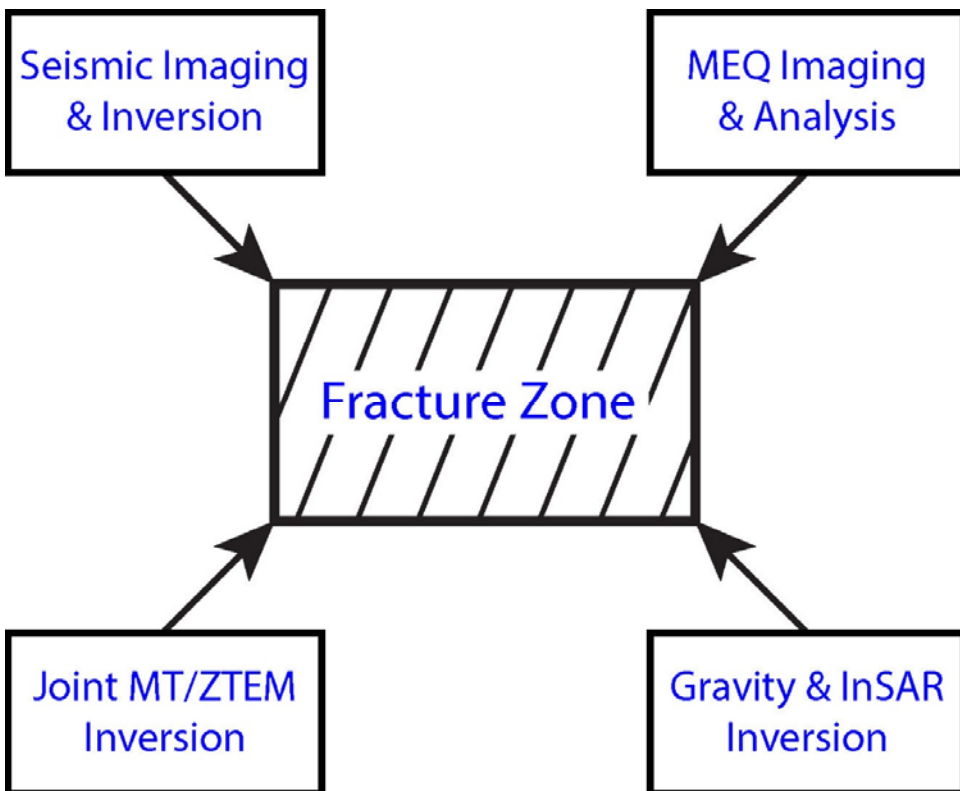 Seismic Imaging
& Inversion
MEQ Imaging
& Analysis
Fracture Zone
Joint MT/ZTEM
Inversion
Gravity & InSAR
Inversion